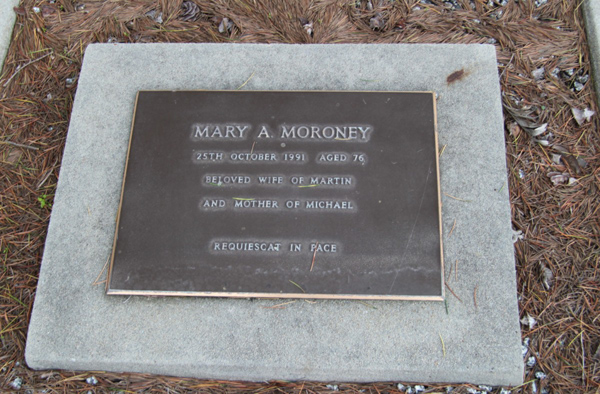 MARY A. MORONEY
25TH OCTOBER 1991 AGED 76
BELOVED WIFE OF MARTIN
AND MOTHER OF MICHAEL
REQUIESCAT IN PACE